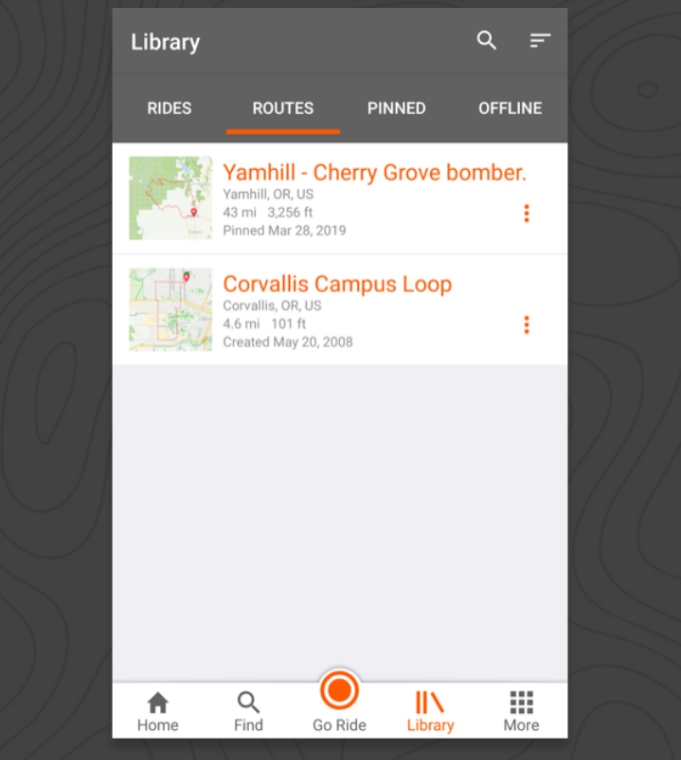 Library
RIDES ROUTES PINNED OFFLINE
Yamhill - Cherry Grove bomber.
Yamhill, OR, US
43 mi 3,256 ft
Pinned Mar 28, 2019
Corvallis Campus Loop
Corvallis, OR, US
4.6 mi 101 ft
Created May 20, 2008
Home Find Go Ride Library More